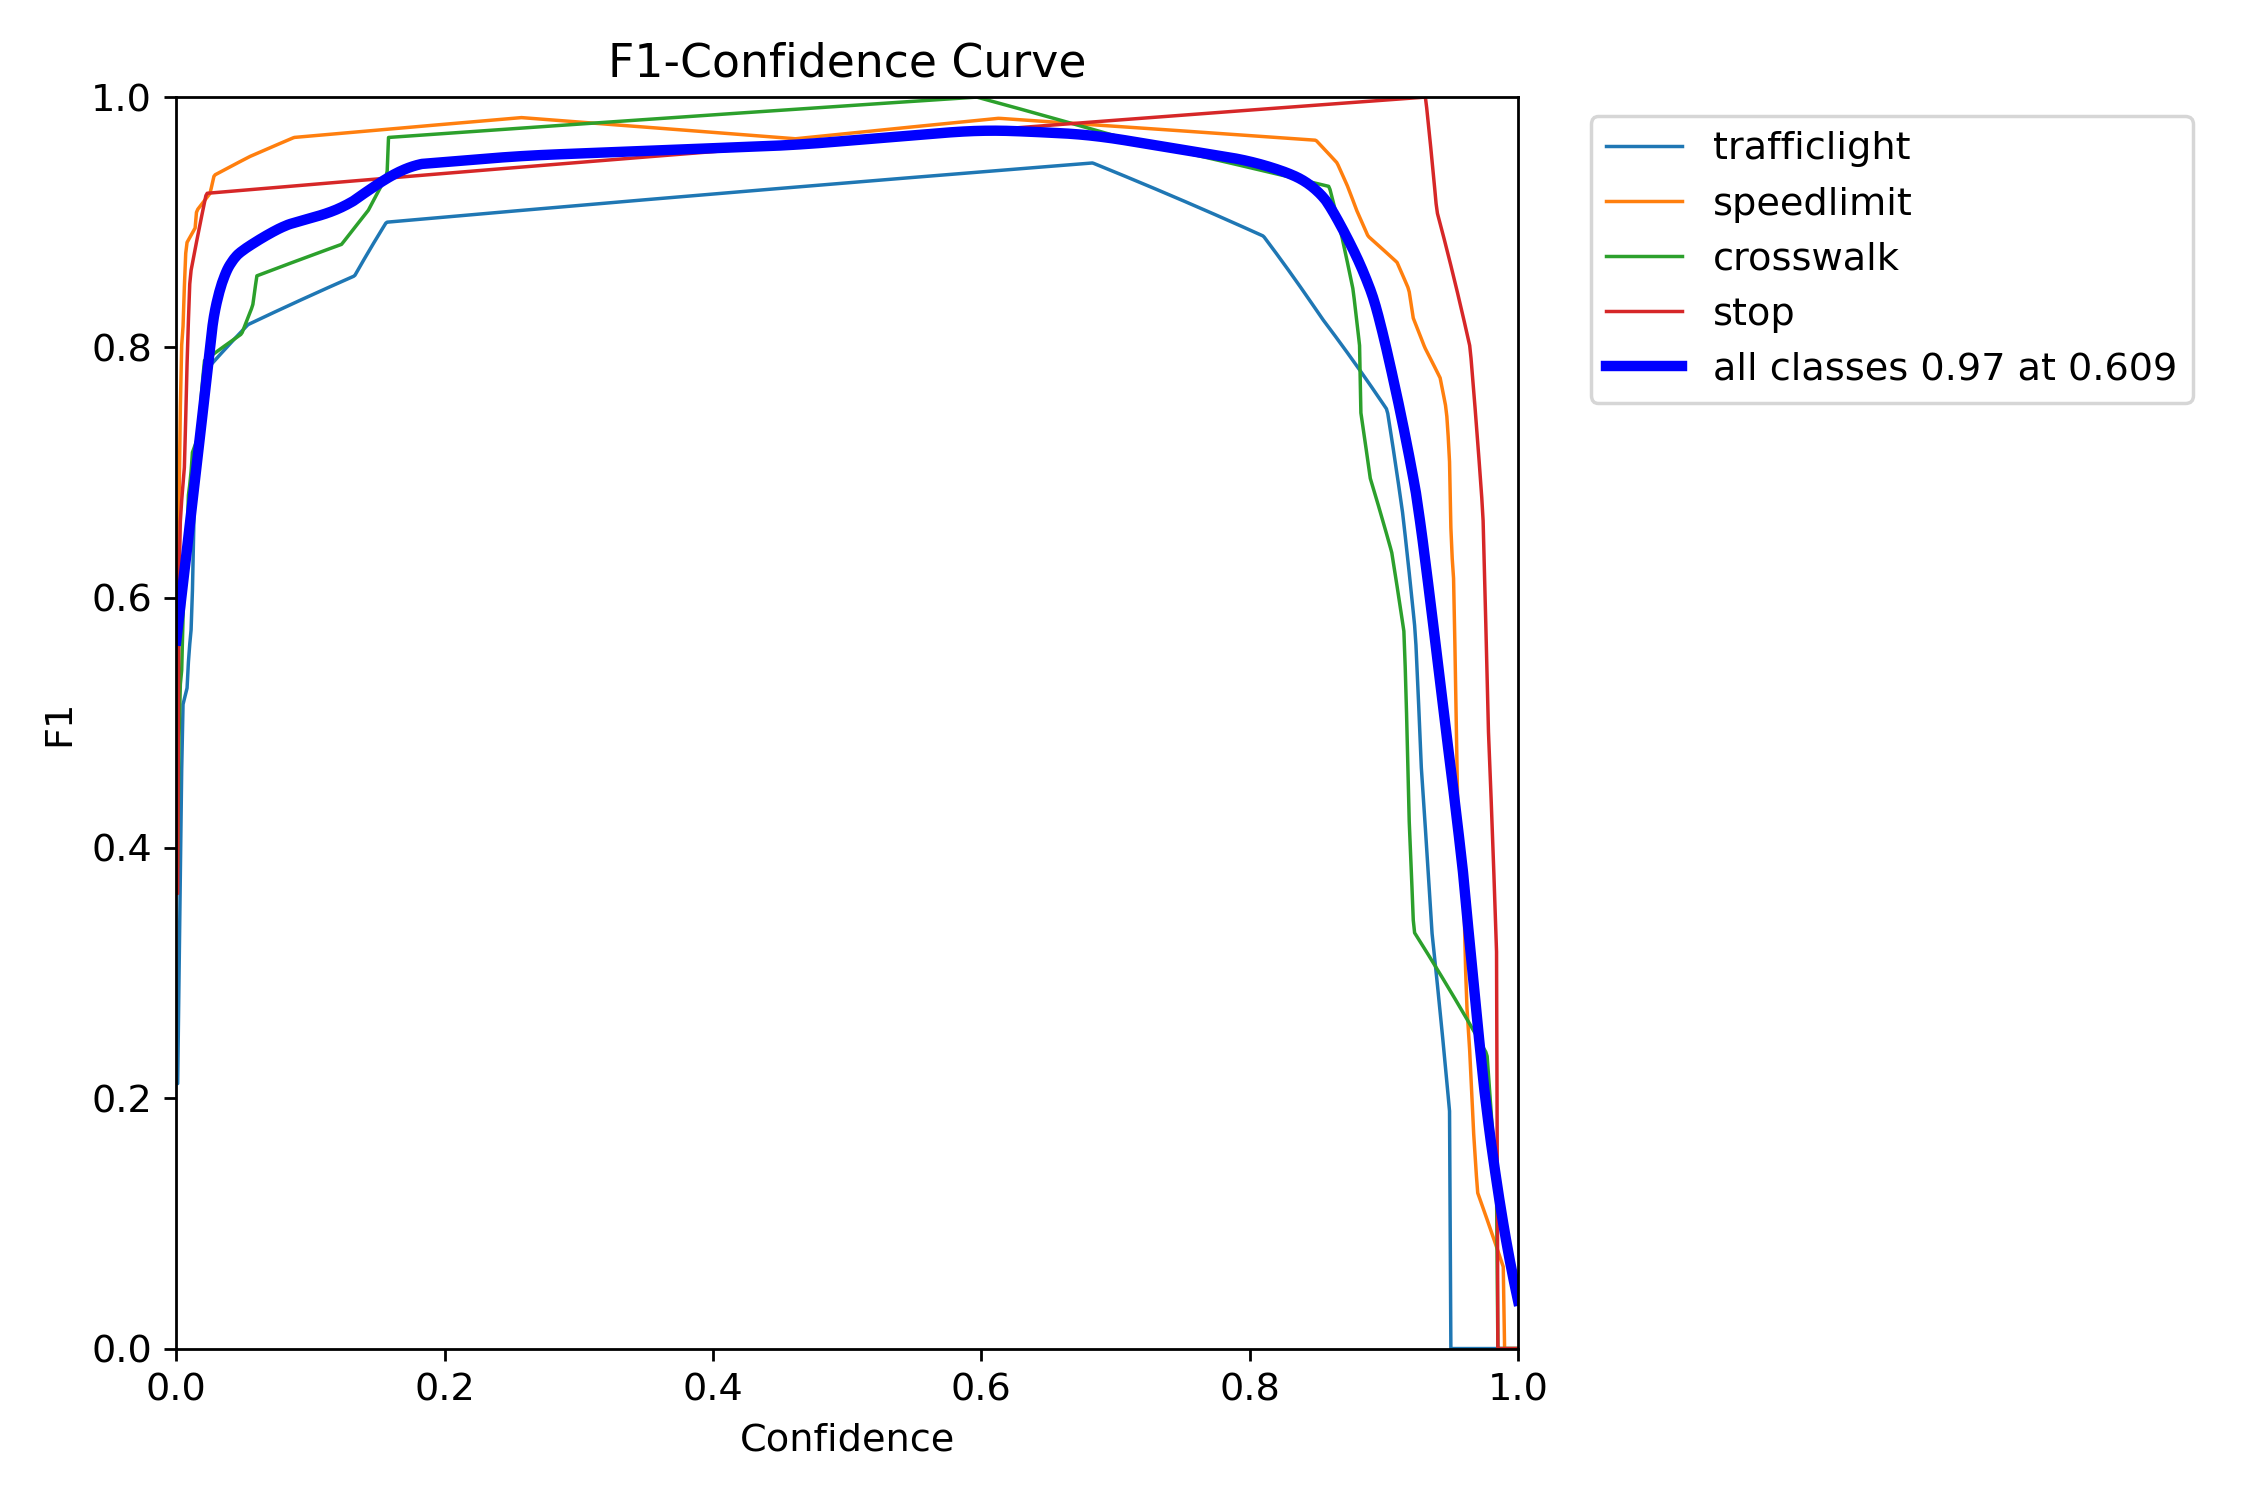 F1-Confidence Curve
1.0
0.8
0.6
0.4
0.2
0.0
F1
0.0 0.2 0.4 0.6 0.8 1.0
Confidence
trafficlight
speedlimit
crosswalk
stop
all classes 0.97 at 0.609